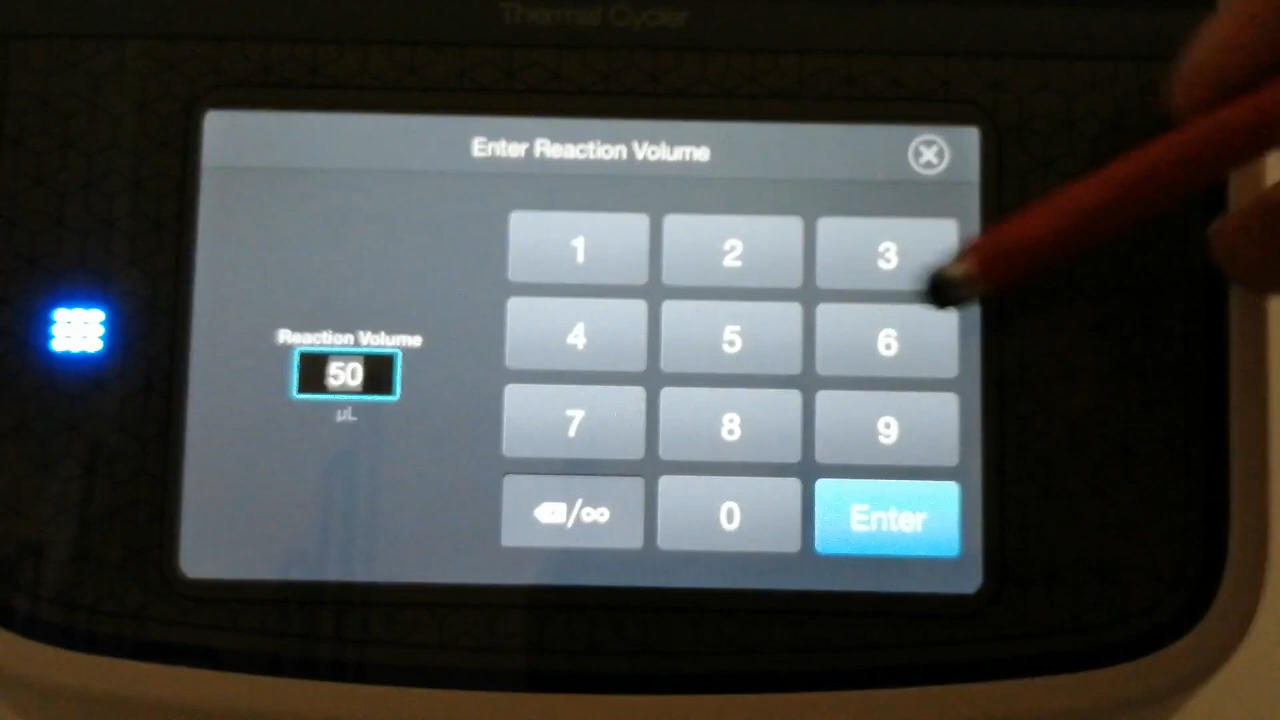 Thermal Cycler
Enter Reaction Volume
1 2 3
4 5 6
Reaction Volume
50
µL
7 8 9
/∞ 0 Enter